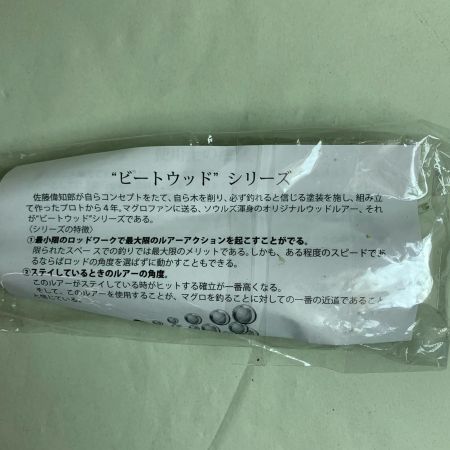 “ビートウッド” シリーズ
佐藤偉知郎が自らコンセプトをたて、自ら木を削り、必ず釣れると信じる塗装を施し、組み立
て作ったプロトから4年。マグロファンに送る、ソウルズ渾身のオリジナルウッドルアー、それ
が“ビートウッド”シリーズである。
〈シリーズの特徴〉
①最小限のロッドワークで最大限のルアーアクションを起こすことがでる。
限られたスペースでの釣りでは最大限のメリットである。しかも、ある程度のスピードであ
るならばロッドの角度を選ばずに動かすこともできる。
②ステイしているときのルアーの角度。
このルアーがステイしている時がヒットする確立が一番高くなる。
そして、このルアーを使用することが、マグロを釣ることに対しての一番の近道であること
と信じている。